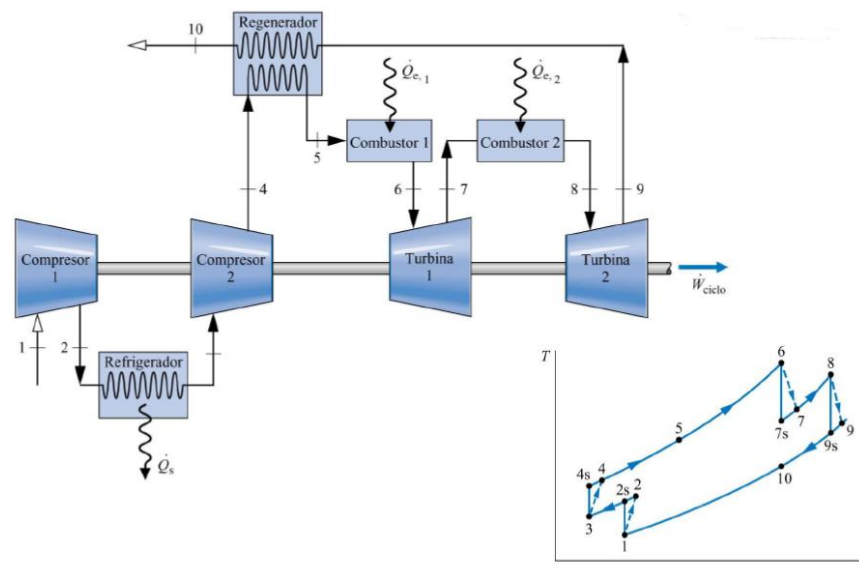 10
Regenerador
Q̇e, 1
Q̇e, 2
5
Combustor 1
Combustor 2
4
6
7
8
9
Compresor
1
Compresor
2
Turbina
1
Turbina
2
Ẇciclo
1
2
Refrigerador
Q̇s
T
6
8
7s
7
9
9s
5
10
4s
4
2s
2
3
1